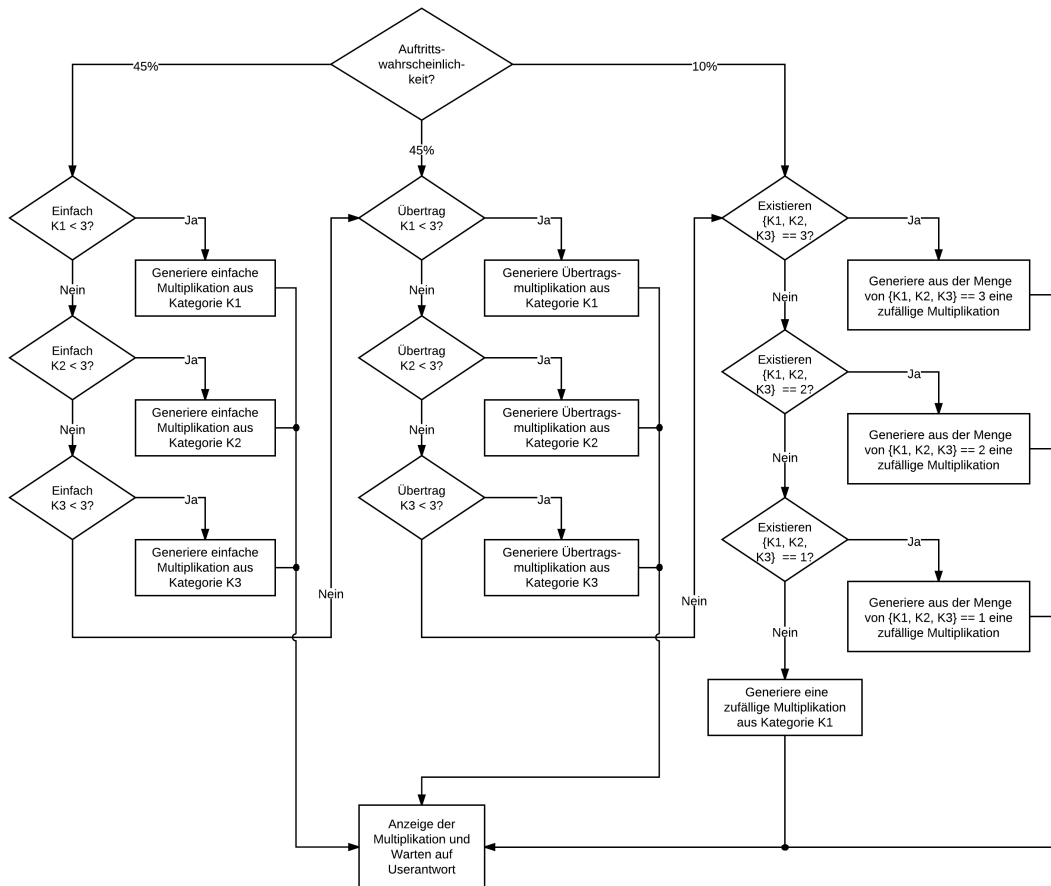 Auftritts-
wahrscheinlich-
keit?
45%
10%
45%
Einfach
K1 < 3?
Ja
Übertrag
K1 < 3?
Ja
Existieren
{K1, K2,
K3} == 3?
Ja
Generiere einfache
Multiplikation aus
Kategorie K1
Generiere Übertrags-
multiplikation aus
Kategorie K1
Generiere aus der Menge
von {K1, K2, K3} == 3 eine
zufällige Multiplikation
Nein
Nein
Nein
Einfach
K2 < 3?
Ja
Übertrag
K2 < 3?
Ja
Existieren
{K1, K2,
K3} == 2?
Ja
Generiere einfache
Multiplikation aus
Kategorie K2
Generiere Übertrags-
multiplikation aus
Kategorie K2
Generiere aus der Menge
von {K1, K2, K3} == 2 eine
zufällige Multiplikation
Nein
Nein
Nein
Einfach
K3 < 3?
Ja
Übertrag
K3 < 3?
Ja
Existieren
{K1, K2,
K3} == 1?
Ja
Generiere einfache
Multiplikation aus
Kategorie K3
Generiere Übertrags-
multiplikation aus
Kategorie K3
Generiere aus der Menge
von {K1, K2, K3} == 1 eine
zufällige Multiplikation
Nein
Nein
Nein
Generiere eine
zufällige Multiplikation
aus Kategorie K1
Anzeige der
Multiplikation und
Warten auf
Userantwort